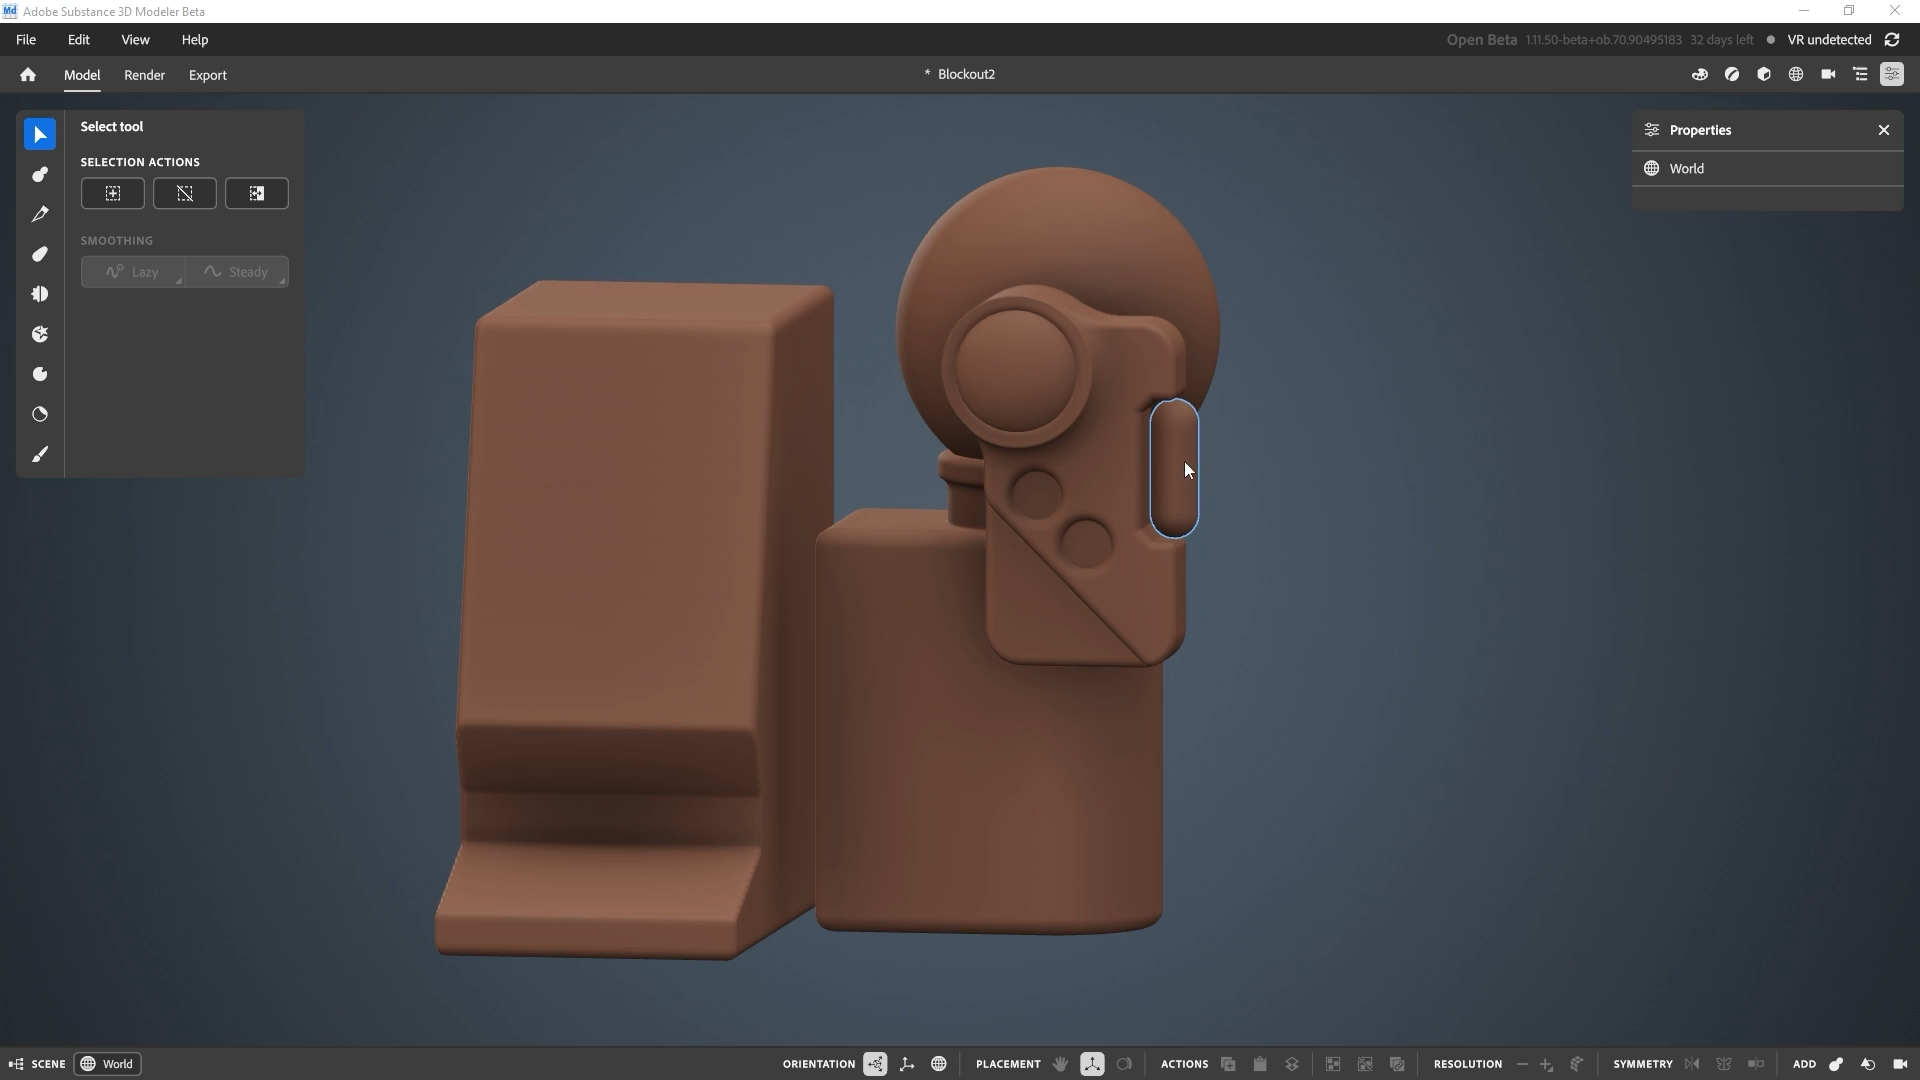 Md Adobe Substance 3D Modeler Beta
File Edit View Help
Open Beta 1.11.50-beta+ob.70.90495183 32 days left VR undetected
Model Render Export
* Blockout2
Select tool
SELECTION ACTIONS
SMOOTHING
Lazy Steady
Properties
World
SCENE World
ORIENTATION PLACEMENT ACTIONS RESOLUTION SYMMETRY ADD